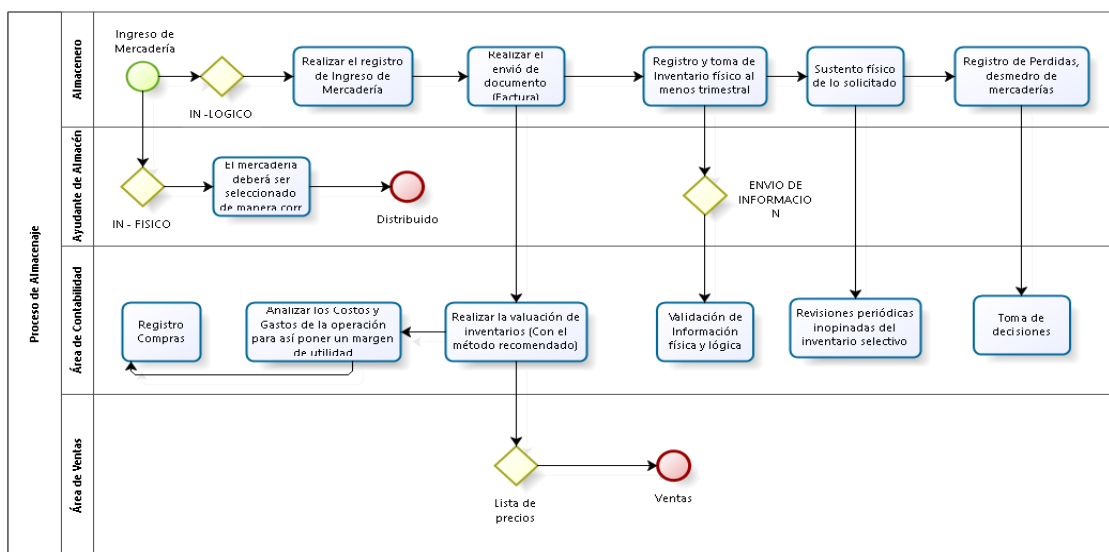 Proceso de Almacenaje
Almacenero
Ingreso de
Mercadería
IN -LOGICO
Realizar el registro
de Ingreso de
Mercadería
Realizar el
envió de
documento
(Factura)
Registro y toma de
Inventario físico al
menos trimestral
Sustento físico
de lo solicitado
Registro de Perdidas,
desmedro de
mercaderías
Ayudante de Almacén
IN - FISICO
El mercadería
deberá ser
seleccionado
de manera corr
Distribuido
ENVIO DE
INFORMACIO
N
Área de Contabilidad
Registro
Compras
Analizar los Costos y
Gastos de la operación
para así poner un margen
de utilidad
Realizar la valuación de
inventarios (Con el
método recomendado)
Validación de
Información
física y lógica
Revisiones periódicas
inopinadas del
inventario selectivo
Toma de
decisiones
Área de Ventas
Lista de
precios
Ventas